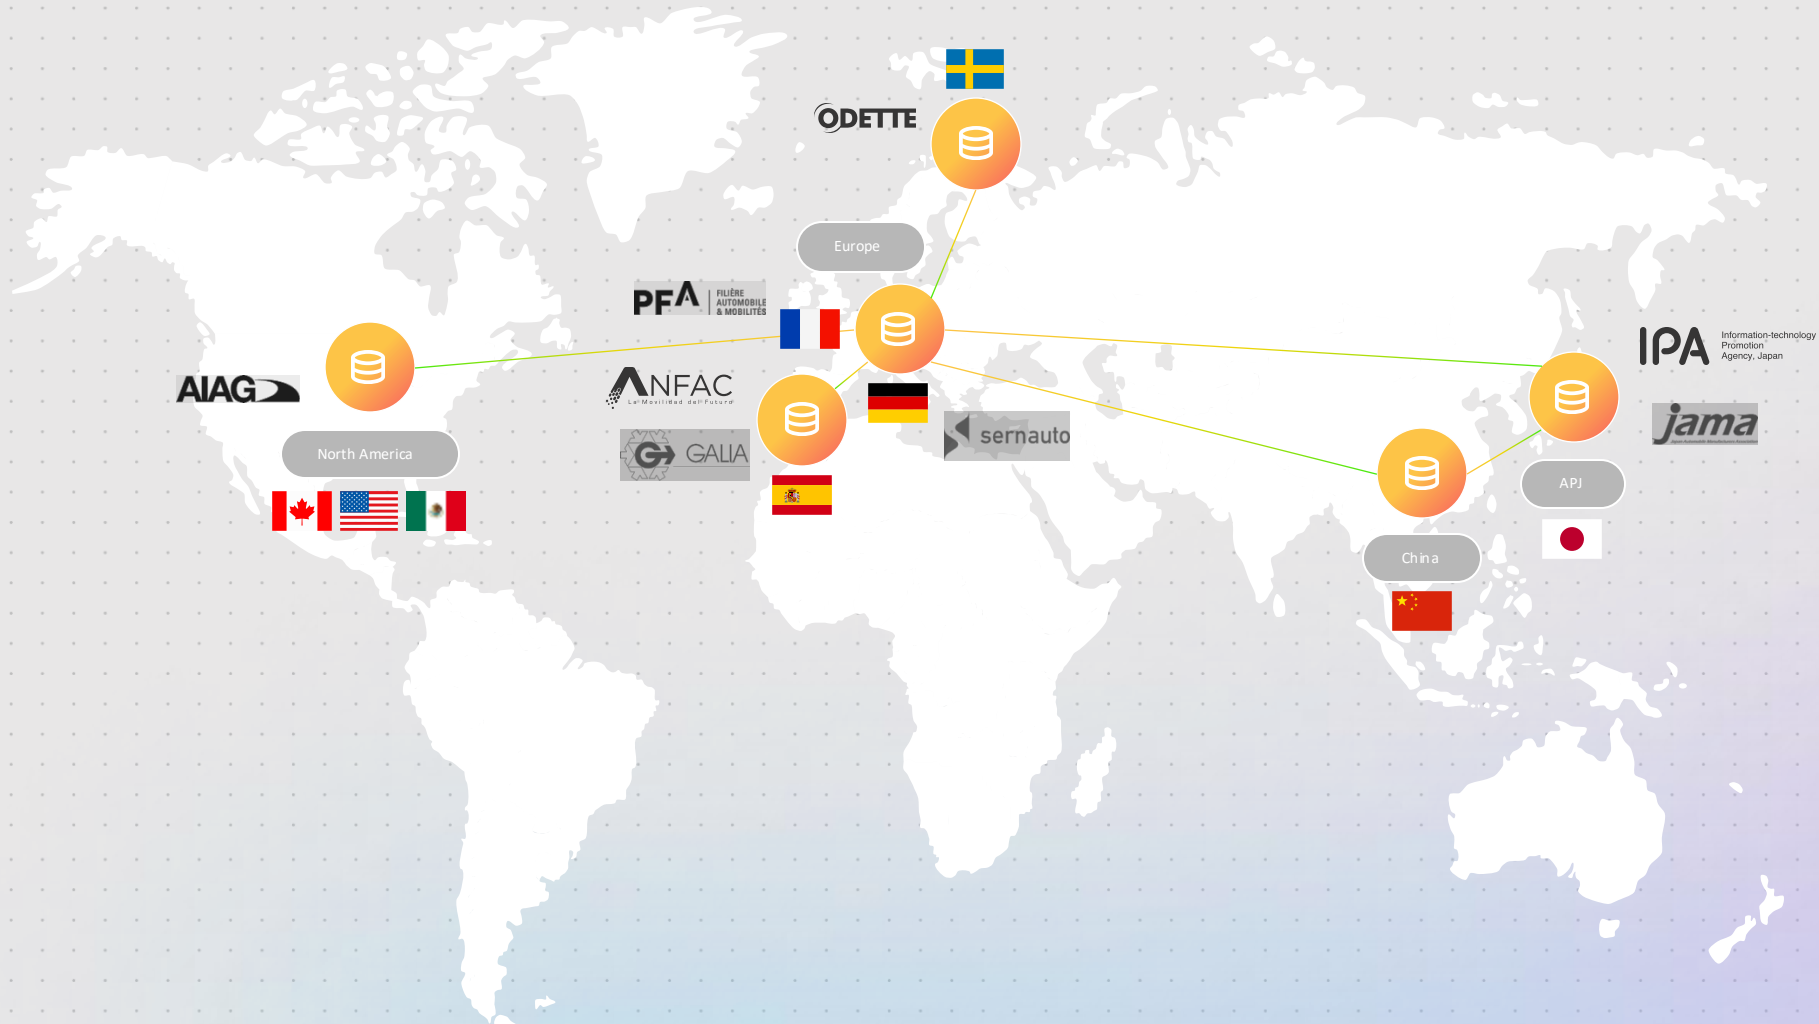 ODETTE
Europe
PFA
FILIÈRE
AUTOMOBILE
& MOBILITÉS
IPA
Information-technology
Promotion
Agency, Japan
AIAG
ANFAC
La Movilidad del Futuro
jama
GALIA
sernauto
North America
APJ
China